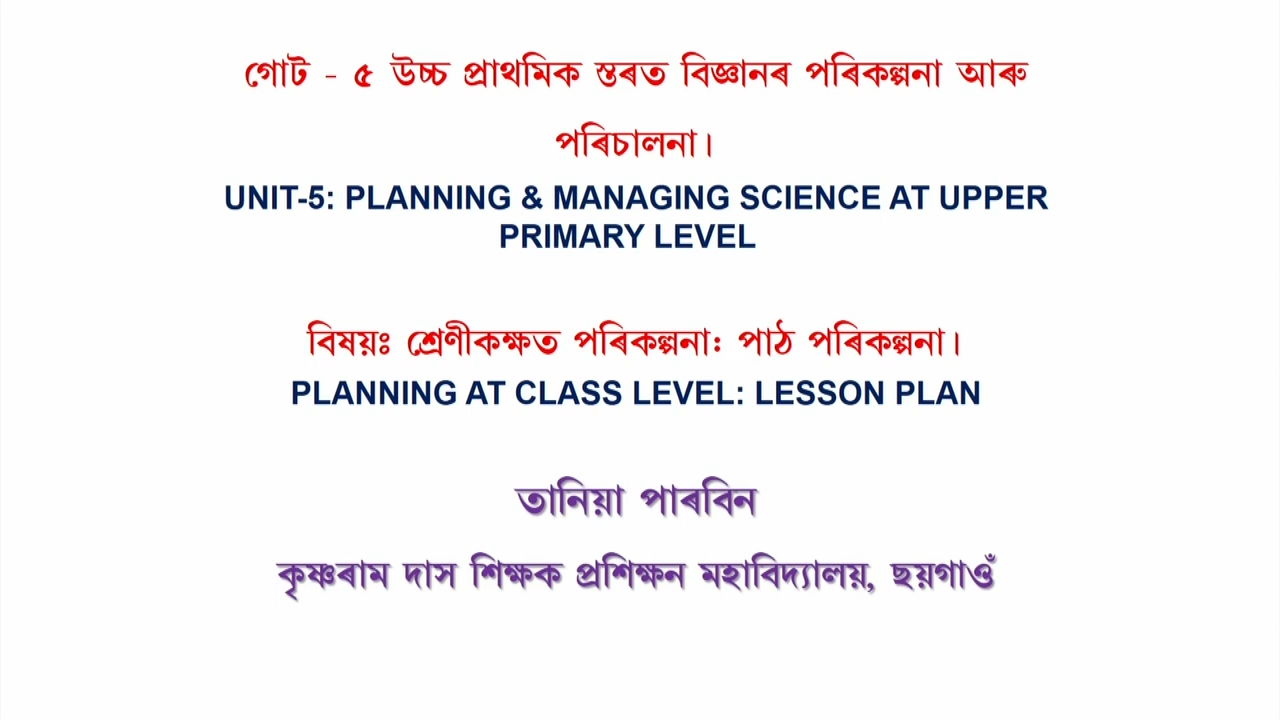 গোট - ৫ উচ্চ প্ৰাথমিক স্তৰত বিজ্ঞানৰ পৰিকল্পনা আৰু
পৰিচালনা।
UNIT-5: PLANNING & MANAGING SCIENCE AT UPPER
PRIMARY LEVEL
বিষয়ঃ শ্ৰেণীকক্ষত পৰিকল্পনা: পাঠ পৰিকল্পনা।
PLANNING AT CLASS LEVEL: LESSON PLAN
তানিয়া পাৰবিন
কৃষ্ণৰাম দাস শিক্ষক প্ৰশিক্ষন মহাবিদ্যালয়, ছয়গাওঁ